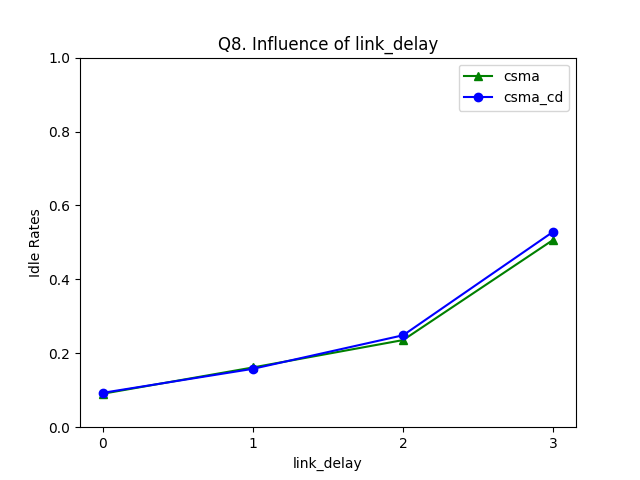 Q8. Influence of link_delay
1.0
0.8
0.6
0.4
0.2
0.0
Idle Rates
csma
csma_cd
0 1 2 3
link_delay